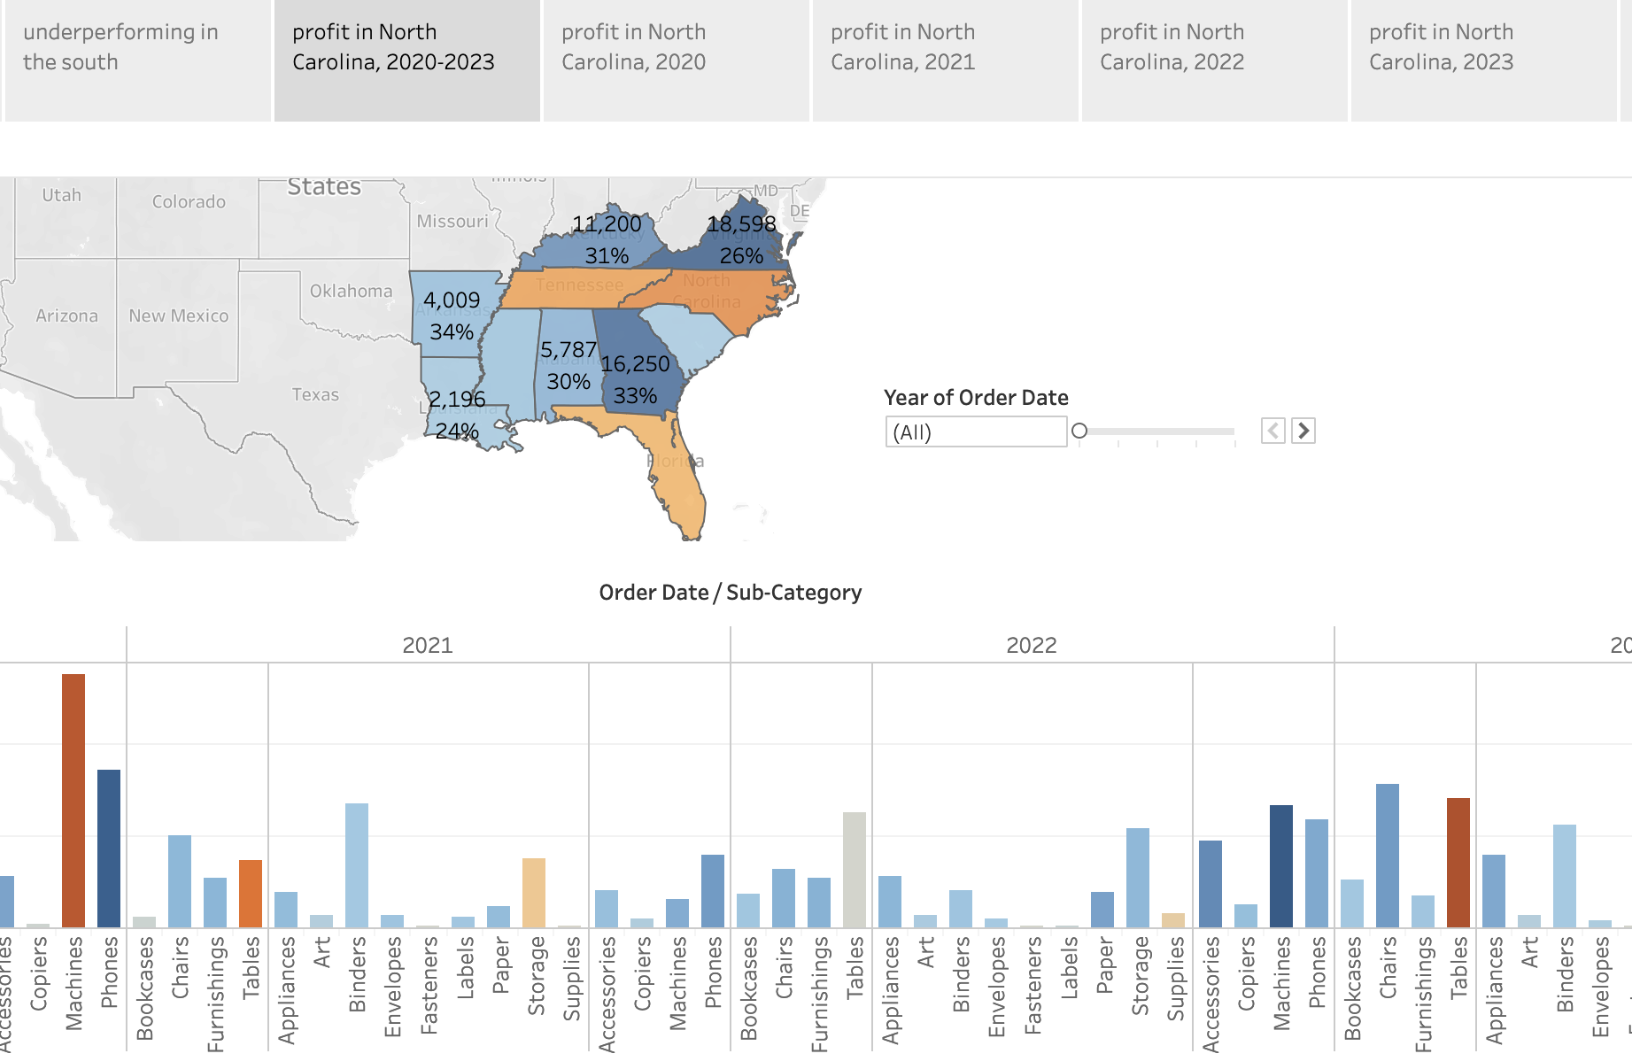 underperforming in
the south
profit in North
Carolina, 2020-2023
profit in North
Carolina, 2020
profit in North
Carolina, 2021
profit in North
Carolina, 2022
profit in North
Carolina, 2023
States
Illinois
MD
Utah
Colorado
Missouri
DE
11,200
Kentucky
31%
18,598
Virginia
26%
Oklahoma
Tennessee
North
Carolina
4,009
Arkansas
34%
Arizona
New Mexico
5,787
Alabama
30%
16,250
33%
Texas
2,196
Louisiana
24%
Florida
Year of Order Date
(All)
Order Date / Sub-Category
2021
2022
20
Accessories
Copiers
Machines
Phones
Bookcases
Chairs
Furnishings
Tables
Appliances
Art
Binders
Envelopes
Fasteners
Labels
Paper
Storage
Supplies
Accessories
Copiers
Machines
Phones
Bookcases
Chairs
Furnishings
Tables
Appliances
Art
Binders
Envelopes
Fasteners
Labels
Paper
Storage
Supplies
Accessories
Copiers
Machines
Phones
Bookcases
Chairs
Furnishings
Tables
Appliances
Art
Binders
Envelopes